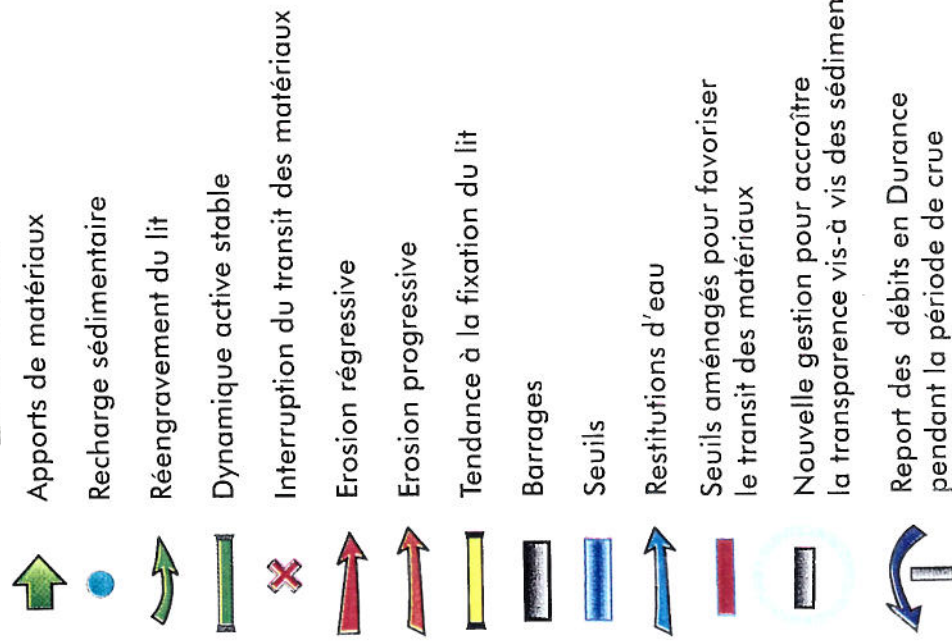 Apports de matériaux
Recharge sédimentaire
Réengravement du lit
Dynamique active stable
Interruption du transit des matériaux
Erosion régressive
Erosion progressive
Tendance à la fixation du lit
Barrages
Seuils
Restitutions d'eau
Seuils aménagés pour favoriser
le transit des matériaux
Nouvelle gestion pour accroître
la transparence vis-à vis des
Report des débits en Durance
pendant la période de crue